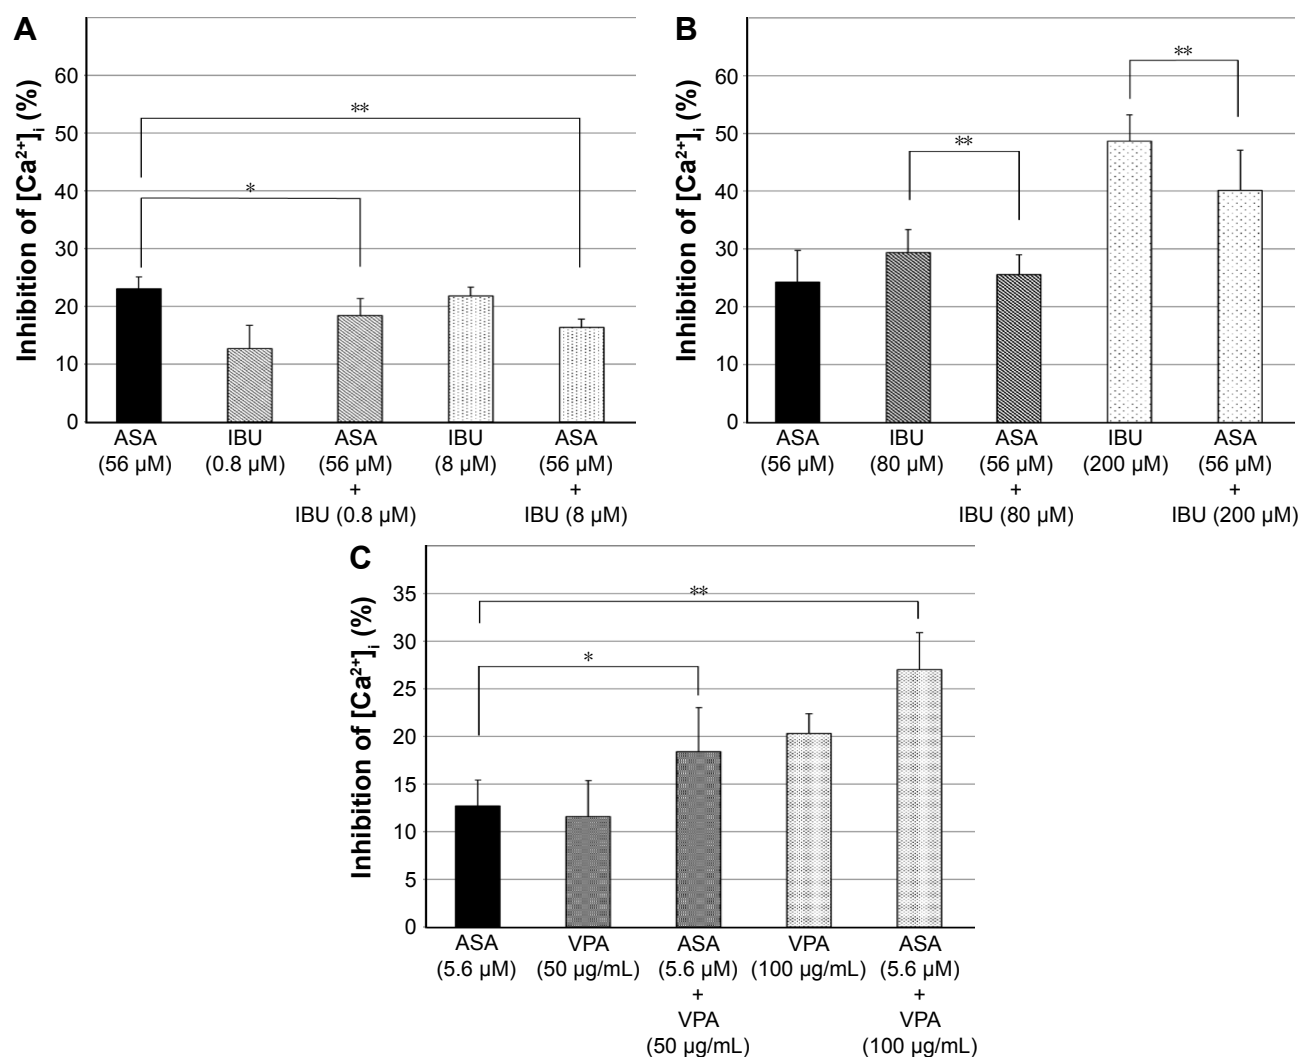 A
Inhibition of [Ca²⁺]ᵢ (%)
60
50
40
30
20
10
0
**
*
ASA IBU ASA IBU ASA
(56 µM) (0.8 µM) (56 µM) (8 µM) (56 µM)
+ +
IBU (0.8 µM) IBU (8 µM)
B
Inhibition of [Ca²⁺]ᵢ (%)
60
50
40
30
20
10
0
**
**
ASA IBU ASA IBU ASA
(56 µM) (80 µM) (56 µM) (200 µM) (56 µM)
+ +
IBU (80 µM) IBU (200 µM)
C
Inhibition of [Ca²⁺]ᵢ (%)
35
30
25
20
15
10
5
0
**
*
ASA VPA ASA VPA ASA
(5.6 µM) (50 µg/mL) (5.6 µM) (100 µg/mL) (5.6 µM)
+ +
VPA VPA
(50 µg/mL) (100 µg/mL)